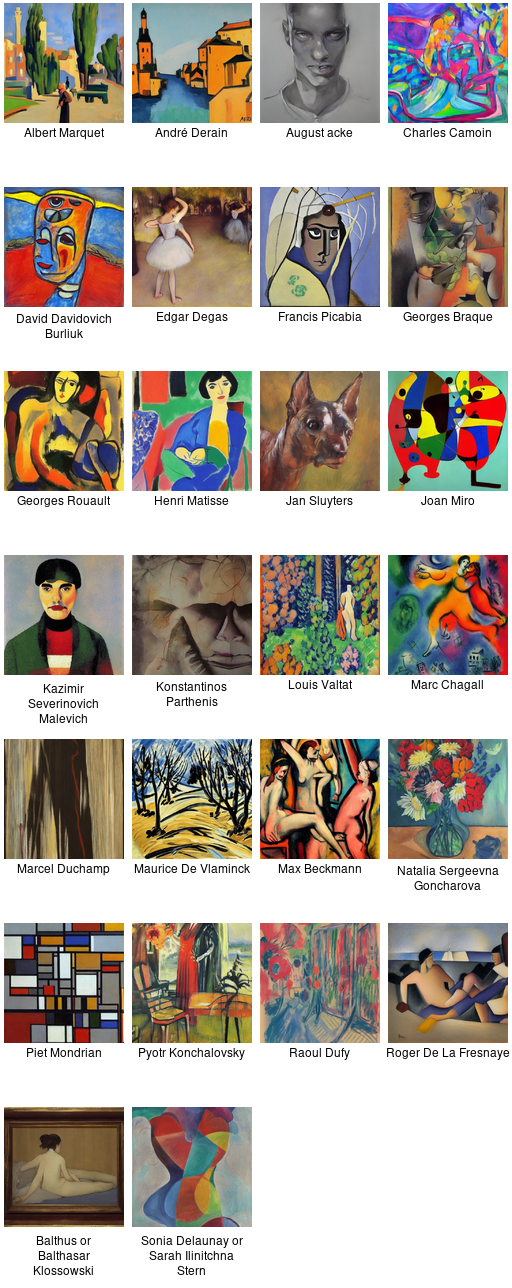 Albert Marquet
André Derain
August acke
Charles Camoin
David Davidovich
Burliuk
Edgar Degas
Francis Picabia
Georges Braque
Georges Rouault
Henri Matisse
Jan Sluyters
Joan Miro
Kazimir
Severinovich
Malevich
Konstantinos
Parthenis
Louis Valtat
Marc Chagall
Marcel Duchamp
Maurice De Vlaminck
Max Beckmann
Natalia Sergeevna
Goncharova
Piet Mondrian
Pyotr Konchalovsky
Raoul Dufy
Roger De La Fresnaye
Balthus or
Balthasar
Klossowski
Sonia Delaunay or
Sarah Ilinitchna
Stern